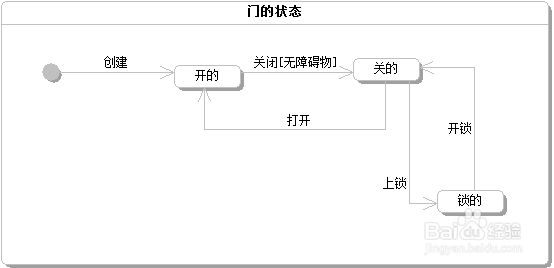 门的状态
创建
开的
关闭[无障碍物]
关的
打开
开锁
上锁
锁的
Baidu经验
jingyan.baidu.com